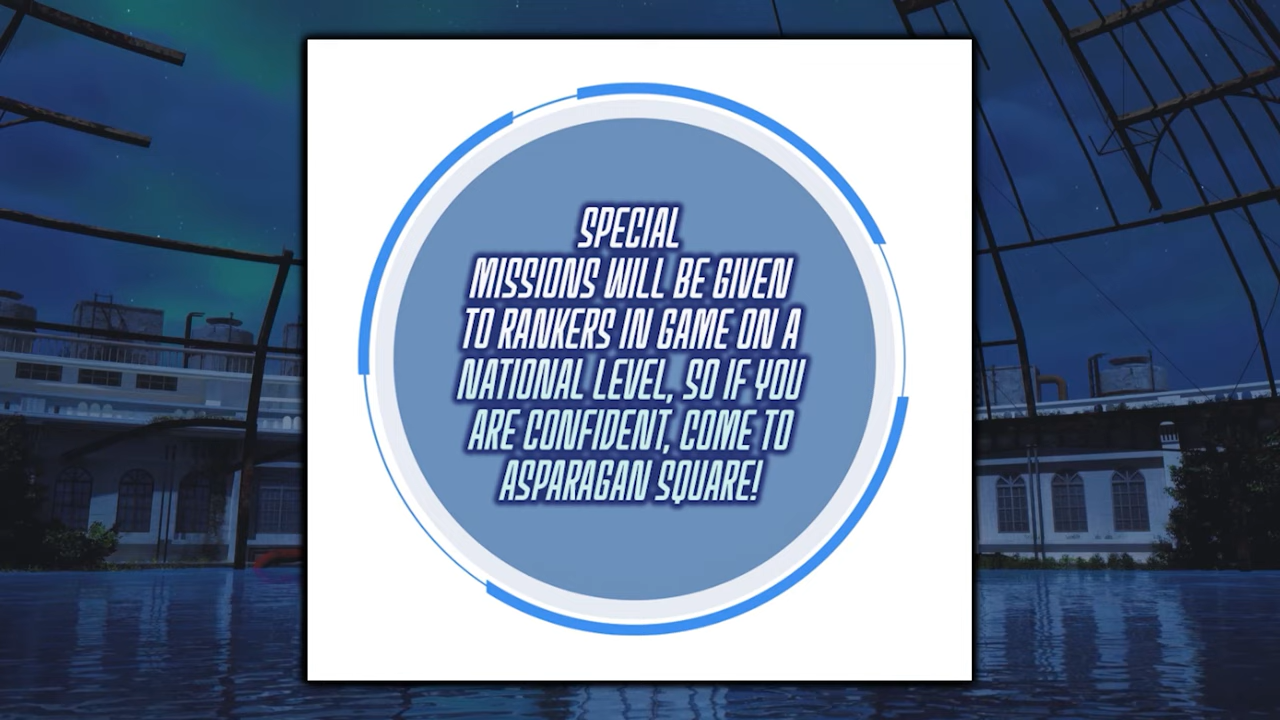 SPECIAL
MISSIONS WILL BE GIVEN
TO RANKERS IN GAME ON A
NATIONAL LEVEL, SO IF YOU
ARE CONFIDENT, COME TO
ASPARAGAN SQUARE!